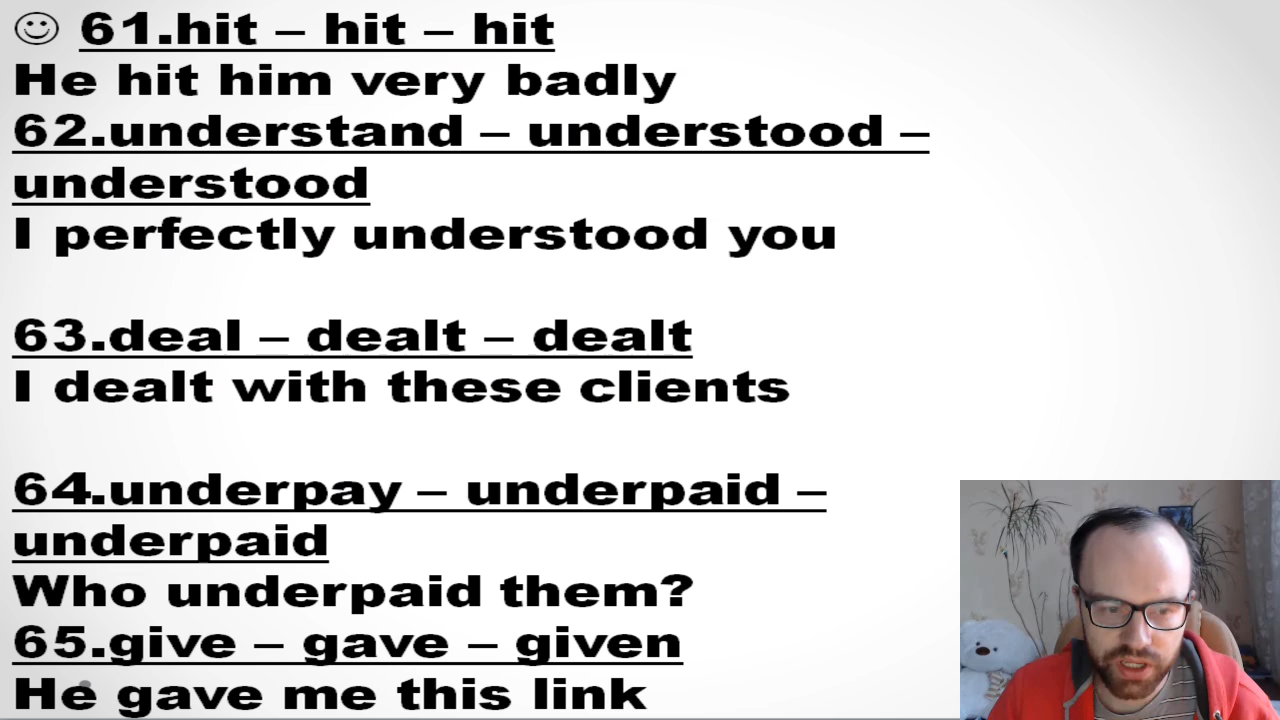 ☺ 61.hit – hit – hit
He hit him very badly
62.understand – understood –
understood
I perfectly understood you
63.deal – dealt – dealt
I dealt with these clients
64.underpay – underpaid –
underpaid
Who underpaid them?
65.give – gave – given
He gave me this link